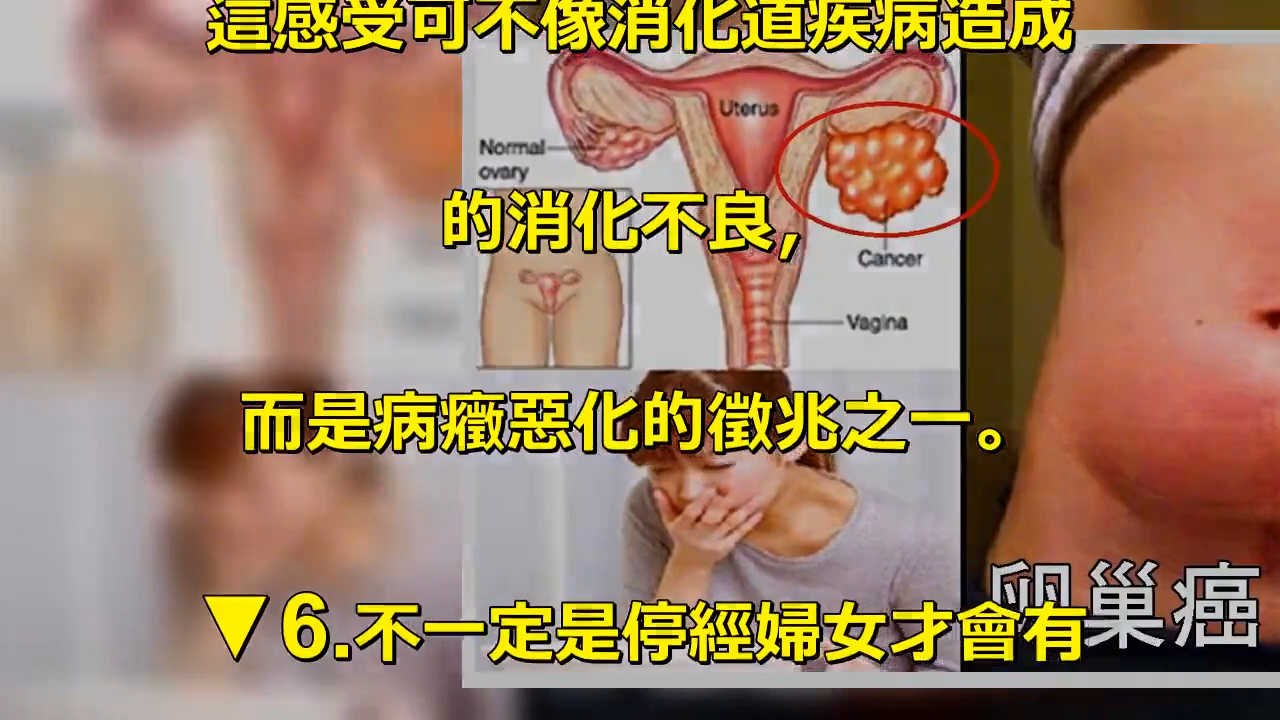 這感受可不像消化道疾病造成
Uterus
Normal
ovary
的消化不良，
Cancer
Vagina
而是病癥惡化的徵兆之一。
卵巢癌
▼6.不一定是停經婦女才會有